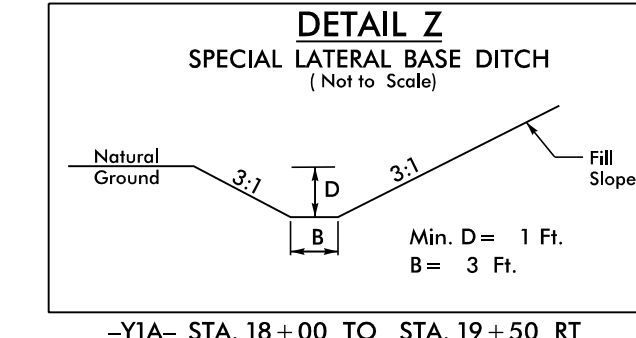 DETAIL Z
SPECIAL LATERAL BASE DITCH
( Not to Scale)
Natural
Ground
3:1
D
3:1
Fill
Slope
B
Min. D = 1 Ft.
B = 3 Ft.
–Y1A– STA. 18+00 TO STA. 19+50 RT